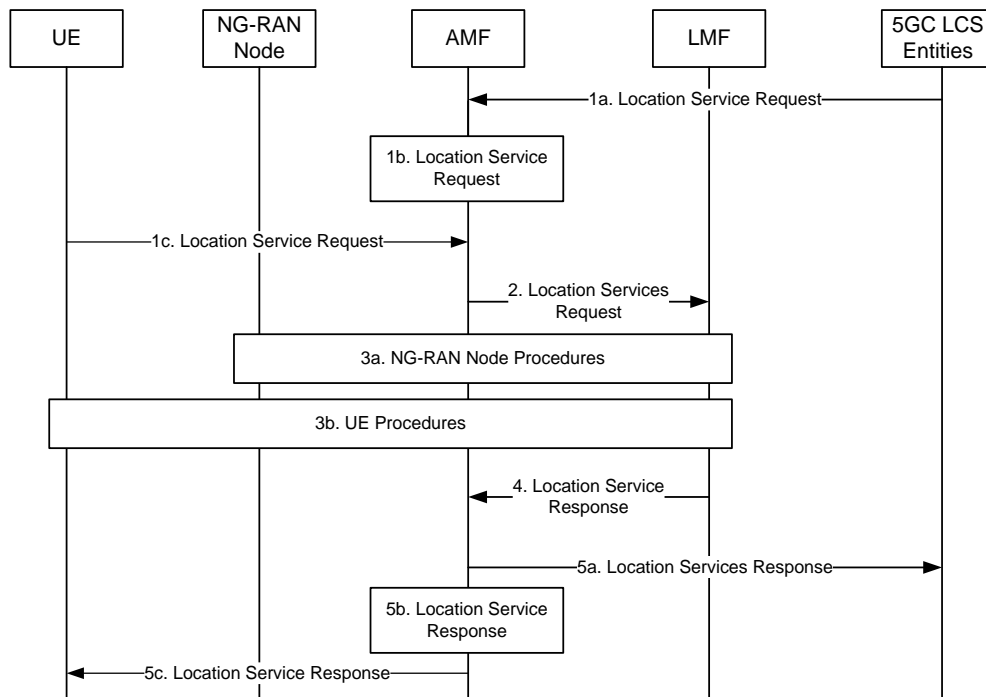 UE
NG-RAN
Node
AMF
LMF
5GC LCS
Entities
1a. Location Service Request
1b. Location Service
Request
1c. Location Service Request
2. Location Services
Request
3a. NG-RAN Node Procedures
3b. UE Procedures
4. Location Service
Response
5a. Location Services Response
5b. Location Service
Response
5c. Location Service Response